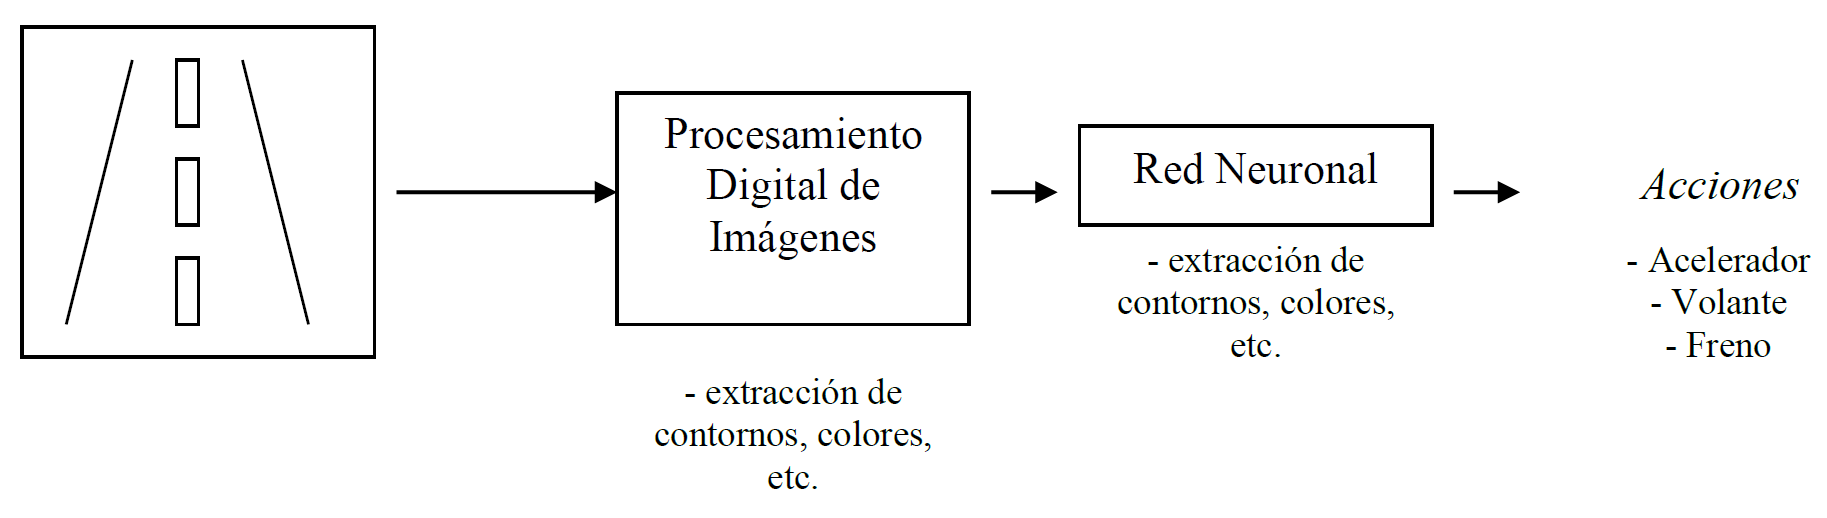 Procesamiento
Digital de
Imágenes
- extracción de
contornos, colores,
etc.
Red Neuronal
- extracción de
contornos, colores,
etc.
Acciones
- Acelerador
- Volante
- Freno